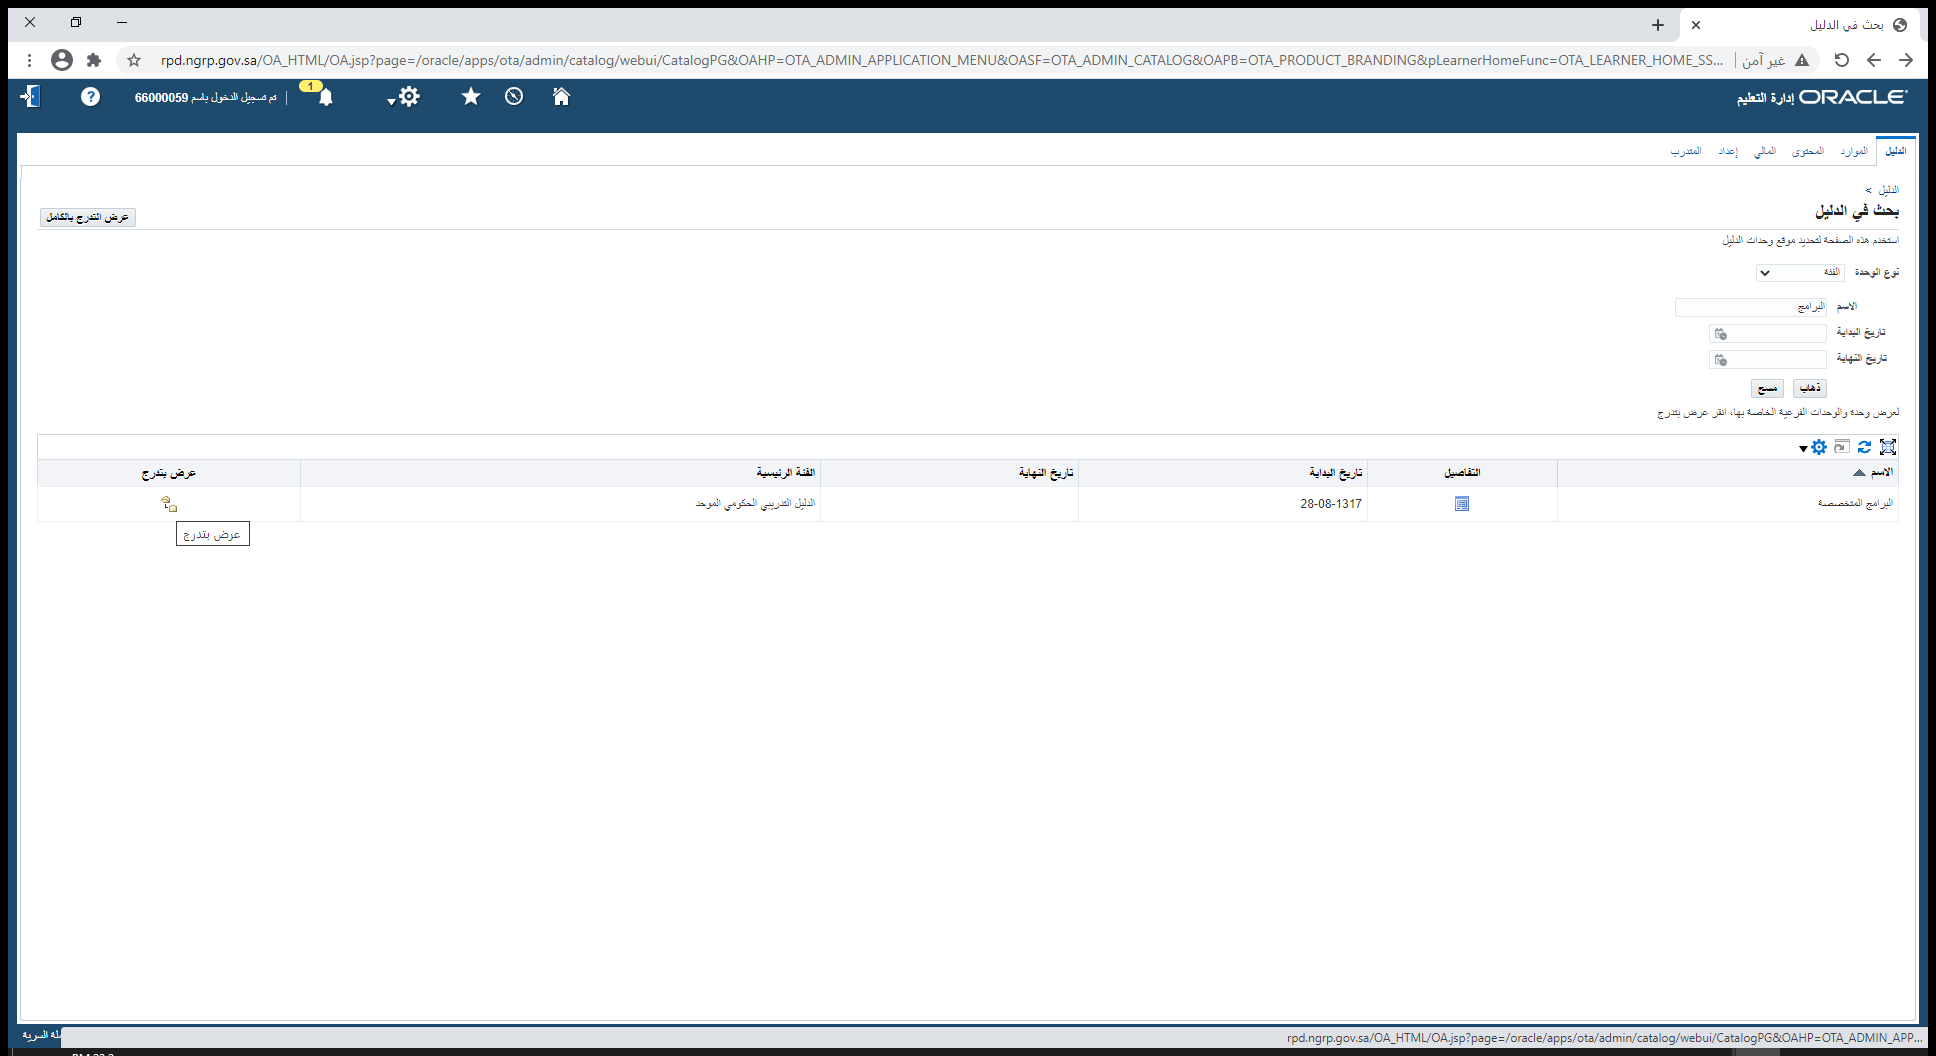 بحث في الدليل
rpd.ngrp.gov.sa/OA_HTML/OA.jsp?page=/oracle/apps/ota/admin/catalog/webui/CatalogPG&OAHP=OTA_ADMIN_APPLICATION_MENU&OASF=OTA_ADMIN_CATALOG&OAPB=OTA_PRODUCT_BRANDING&pLearnerHomeFunc=OTA_LEARNER_HOME_SS...
غير آمن
ORACLE إدارة التعليم
1
تم تسجيل الدخول باسم 66000059
الدليل الموارد المحتوى المالي إعداد المتدرب
الدليل >
بحث في الدليل
عرض التدرج بالكامل
استخدم هذه الصفحة لتحديد موقع وحدات الدليل
نوع الوحدة الفئة
الاسم البرامج
تاريخ البداية
تاريخ النهاية
ذهاب مسح
لعرض وحدة والوحدات الفرعية الخاصة بها، انقر عرض بتدرج
الاسم التفاصيل تاريخ البداية تاريخ النهاية الفئة الرئيسية عرض بتدرج
البرامج المتخصصة 28-08-1317 الدليل التدريبي الحكومي الموحد
عرض بتدرج
rpd.ngrp.gov.sa/OA_HTML/OA.jsp?page=/oracle/apps/ota/admin/catalog/webui/CatalogPG&OAHP=OTA_ADMIN_APP...
السرية